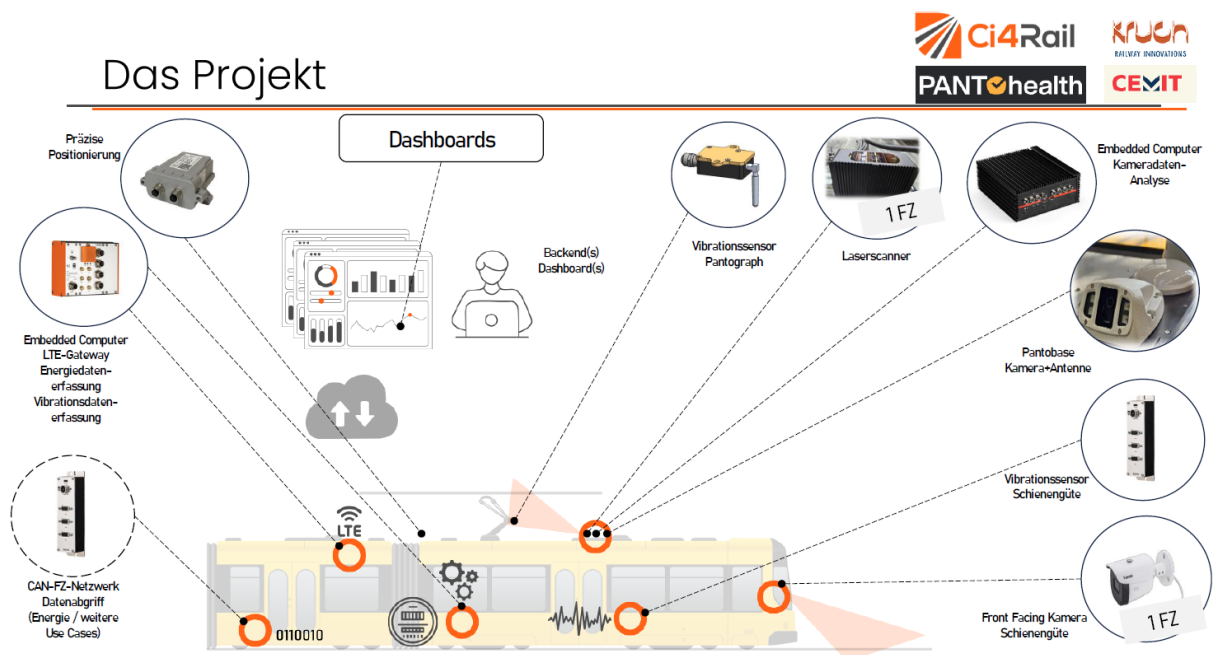 Das Projekt
Ci4Rail
Kruch
RAILWAY INNOVATIONS
PANTOhealth
CEMIT
Präzise
Positionierung
Dashboards
Embedded Computer
Kameradaten-
Analyse
1 FZ
Backend(s)
Dashboard(s)
Vibrationssensor
Pantograph
Laserscanner
Embedded Computer
LTE-Gateway
Energiedaten-
erfassung
Vibrationsdaten-
erfassung
Pantobase
Kamera+Antenne
Vibrationssensor
Schienengüte
LTE
CAN-FZ-Netzwerk
Datenabgriff
(Energie / weitere
Use Cases)
0110010
Front Facing Kamera
Schienengüte
1 FZ